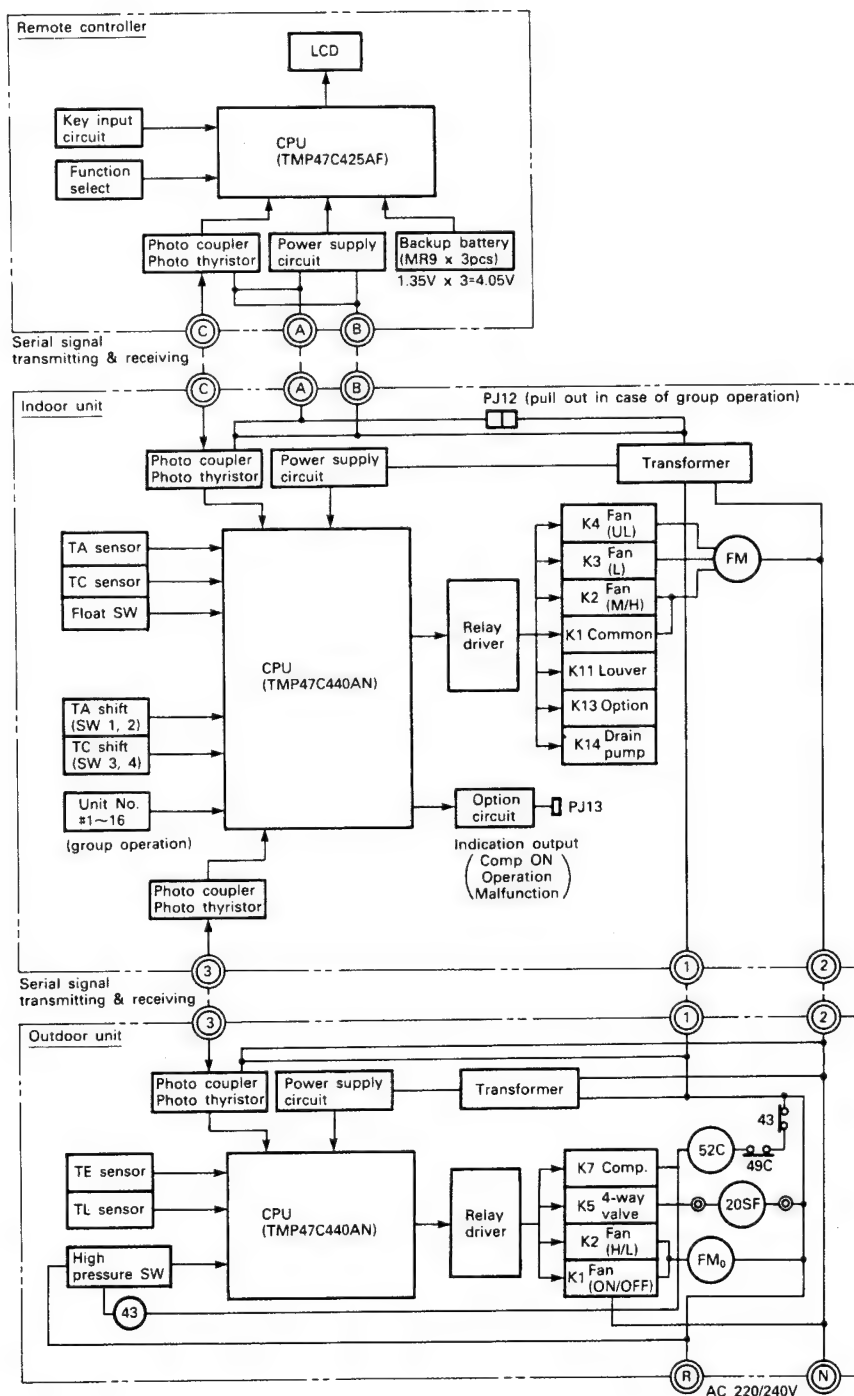 Remote controller
LCD
Key input
circuit
CPU
(TMP47C425AF)
Function
select
Photo coupler
Photo thyristor
Power supply
circuit
Backup battery
(MR9 x 3pcs)
1.35V x 3=4.05V
C
A
B
Serial signal
transmitting & receiving
C
A
B
Indoor unit
PJ12 (pull out in case of group operation)
Photo coupler
Photo thyristor
Power supply
circuit
Transformer
TA sensor
TC sensor
Float SW
CPU
(TMP47C440AN)
Relay
driver
K4 Fan
(UL)
K3 Fan
(L)
K2 Fan
(M/H)
K1 Common
K11 Louver
K13 Option
K14 Drain
pump
FM
TA shift
(SW 1, 2)
TC shift
(SW 3, 4)
Unit No.
#1~16
(group operation)
Option
circuit
PJ13
Indication output
(Comp ON
Operation
Malfunction)
Photo coupler
Photo thyristor
3
1
2
Serial signal
transmitting & receiving
3
1
2
Outdoor unit
Photo coupler
Photo thyristor
Power supply
circuit
Transformer
43
52C
49C
TE sensor
TL sensor
CPU
(TMP47C440AN)
Relay
driver
K7 Comp.
K5 4-way
valve
K2 Fan
(H/L)
K1 Fan
(ON/OFF)
20SF
FM₀
High
pressure SW
43
R
N
AC 220/240V